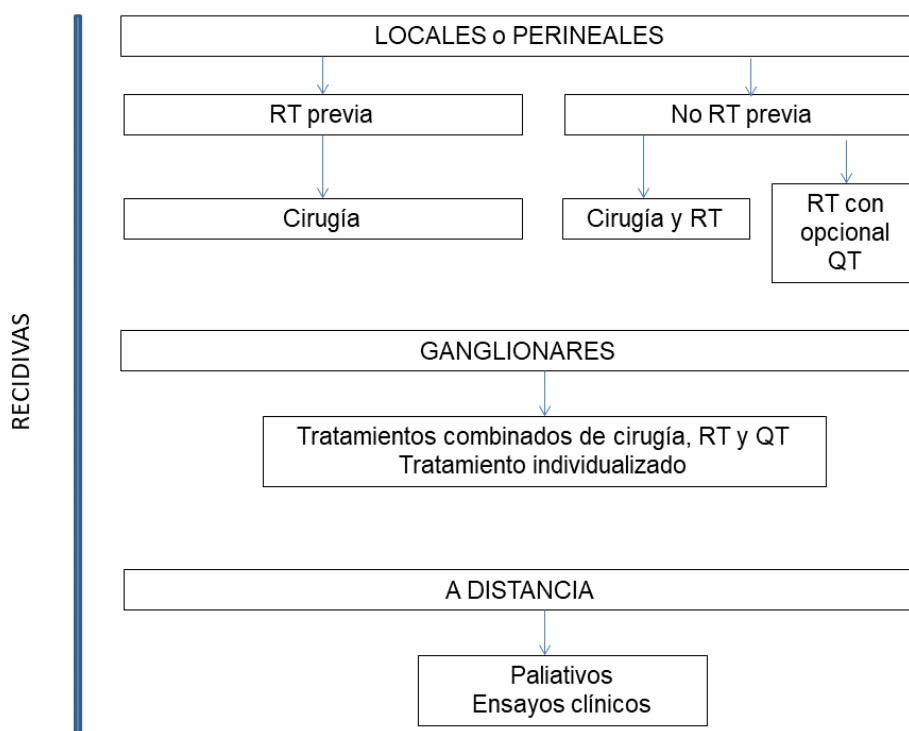 RECIDIVAS
LOCALES o PERINEALES
RT previa
No RT previa
Cirugía
Cirugía y RT
RT con
opcional
QT
GANGLIONARES
Tratamientos combinados de cirugía, RT y QT
Tratamiento individualizado
A DISTANCIA
Paliativos
Ensayos clínicos